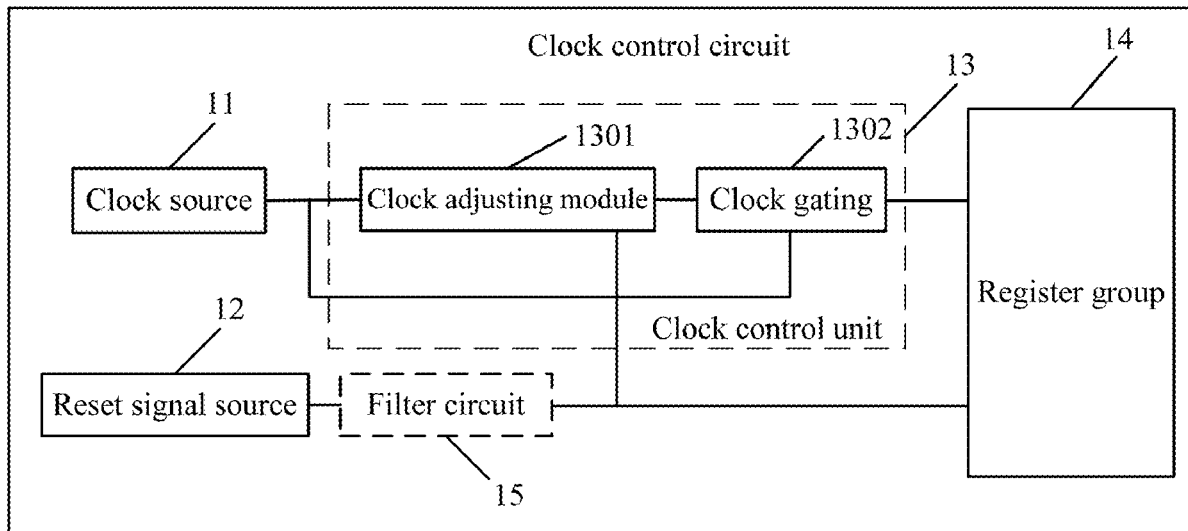 Clock control circuit
14
11
13
1301
1302
Clock source
Clock adjusting module
Clock gating
Register group
12
Clock control unit
Reset signal source
Filter circuit
15